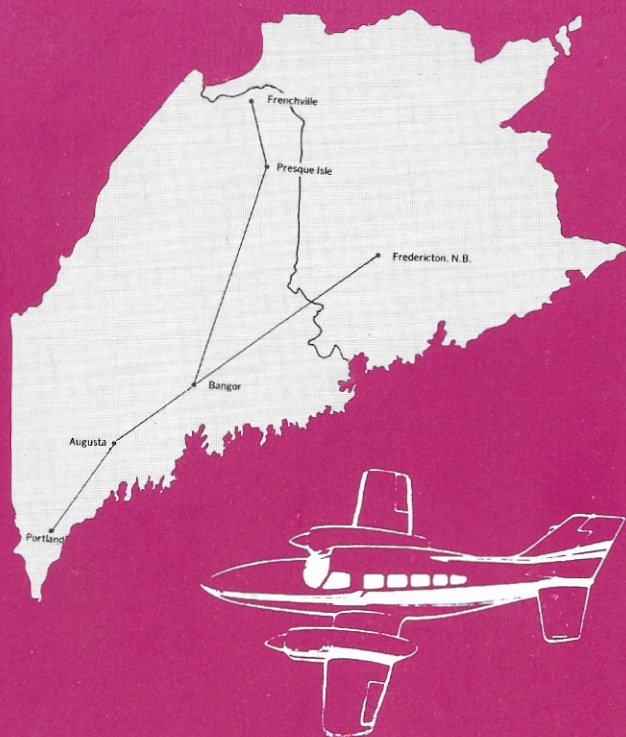 Frenchville
Presque Isle
Fredericton, N.B.
Bangor
Augusta
Portland